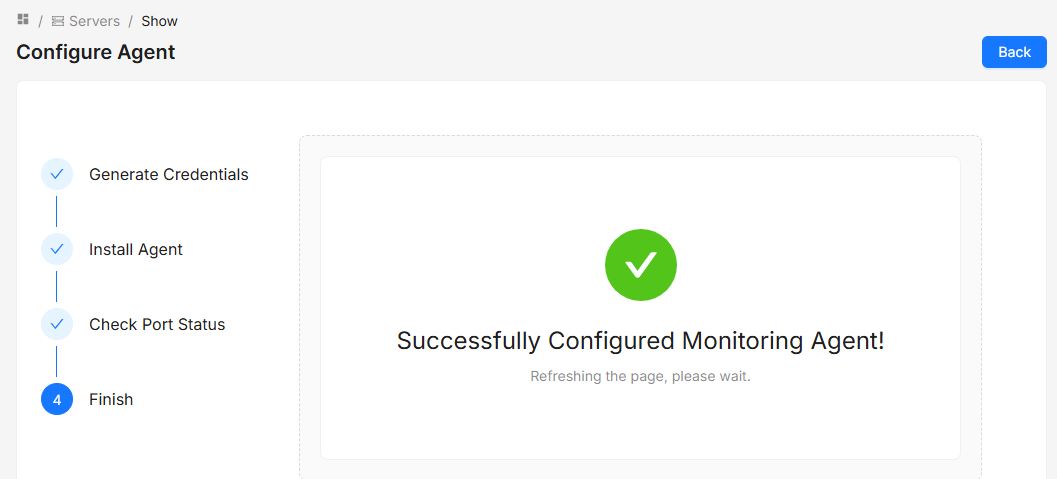 / Servers / Show
Configure Agent
Back
Generate Credentials
Install Agent
Check Port Status
4 Finish
Successfully Configured Monitoring Agent!
Refreshing the page, please wait.